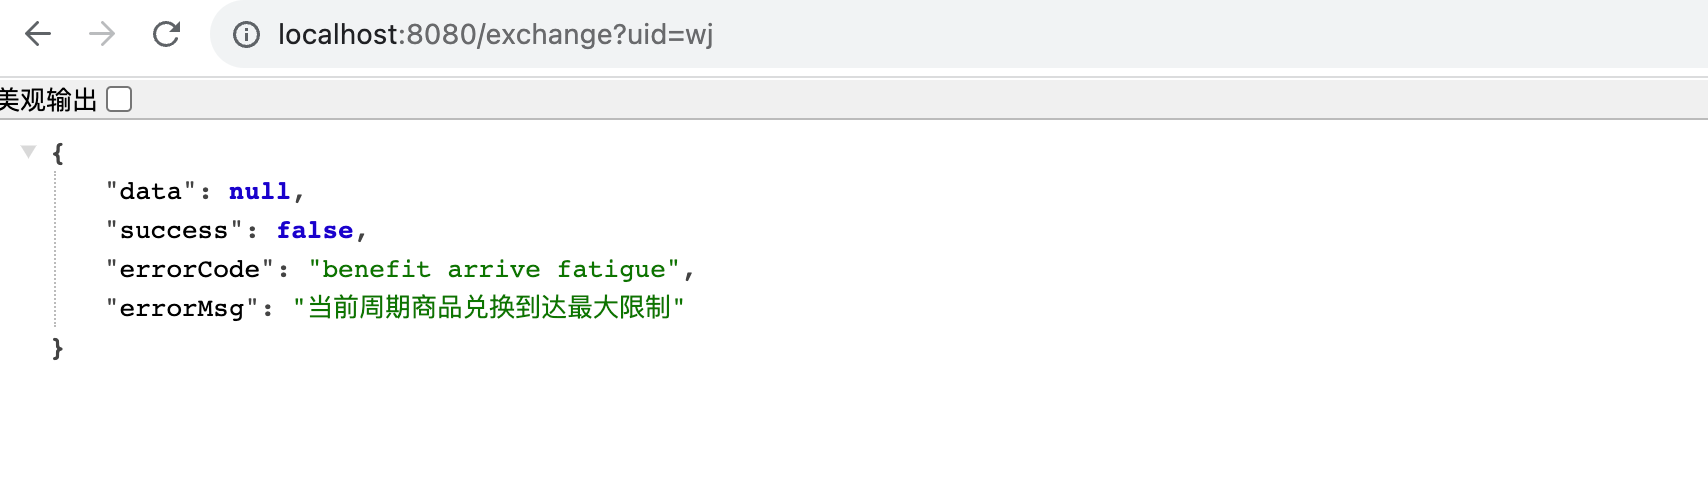 localhost:8080/exchange?uid=wj
美观输出
{
"data": null,
"success": false,
"errorCode": "benefit arrive fatigue",
"errorMsg": "当前周期商品兑换到达最大限制"
}